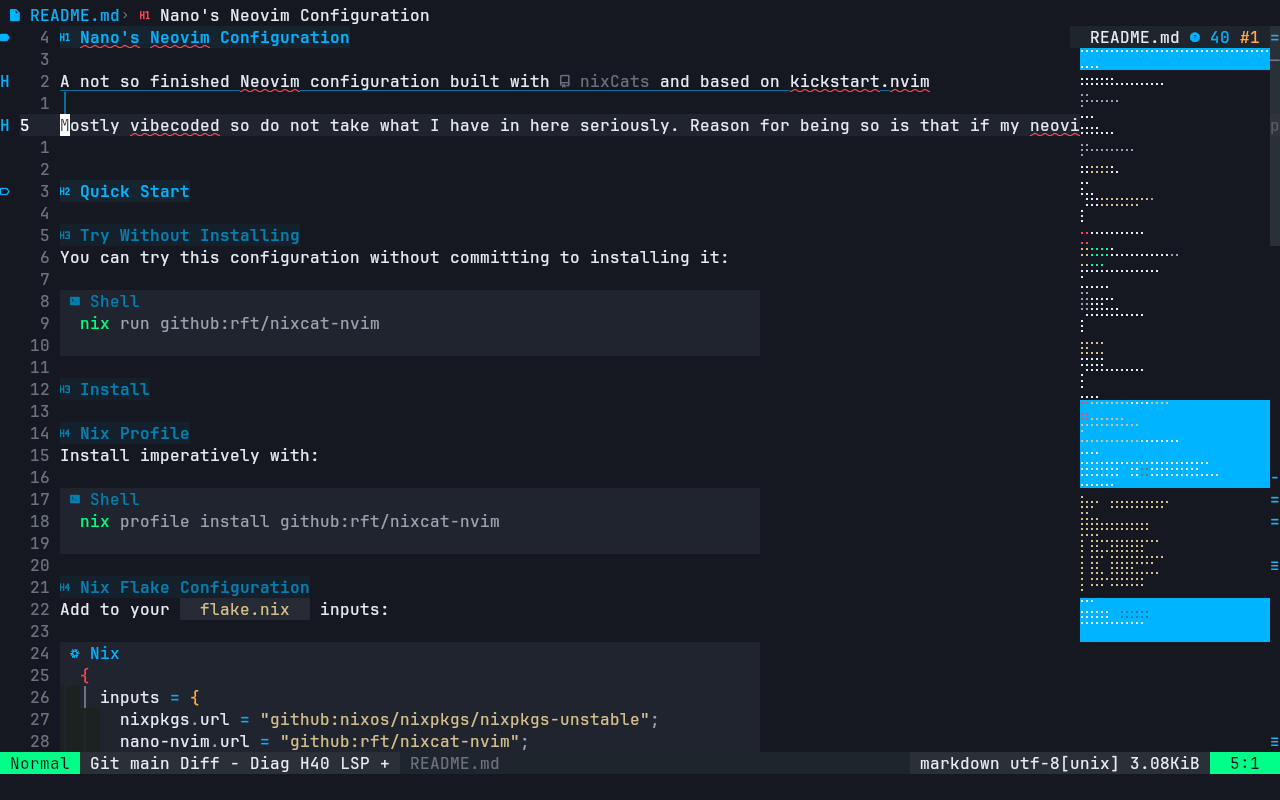 README.md › H1 Nano's Neovim Configuration
4 H1 Nano's Neovim Configuration README.md 40 #1
3
H 2 A not so finished Neovim configuration built with nixCats and based on kickstart.nvim
1
H 5 Mostly vibecoded so do not take what I have in here seriously. Reason for being so is that if my neovi
1
2
3 H2 Quick Start
4
5 H3 Try Without Installing
6 You can try this configuration without committing to installing it:
7
8 Shell
9 nix run github:rft/nixcat-nvim
10
11
12 H3 Install
13
14 H4 Nix Profile
15 Install imperatively with:
16
17 Shell
18 nix profile install github:rft/nixcat-nvim
19
20
21 H4 Nix Flake Configuration
22 Add to your flake.nix inputs:
23
24 Nix
25 {
26 inputs = {
27 nixpkgs.url = "github:nixos/nixpkgs/nixpkgs-unstable";
28 nano-nvim.url = "github:rft/nixcat-nvim";
Normal Git main Diff - Diag H40 LSP + README.md markdown utf-8[unix] 3.08KiB 5:1